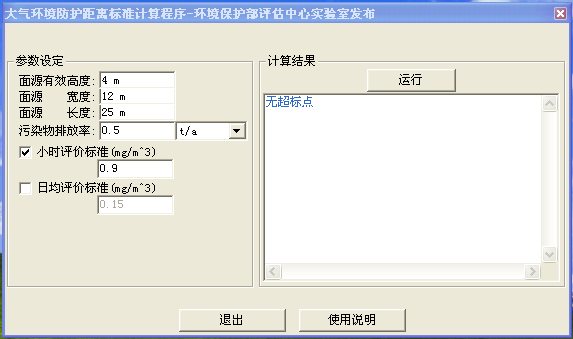 大气环境防护距离标准计算程序-环境保护部评估中心实验室发布
参数设定
面源有效高度: 4 m
面源 宽度: 12 m
面源 长度: 25 m
污染物排放率: 0.5 t/a
小时评价标准(mg/m^3)
0.9
日均评价标准(mg/m^3)
0.15
计算结果
运行
无超标点
退出
使用说明